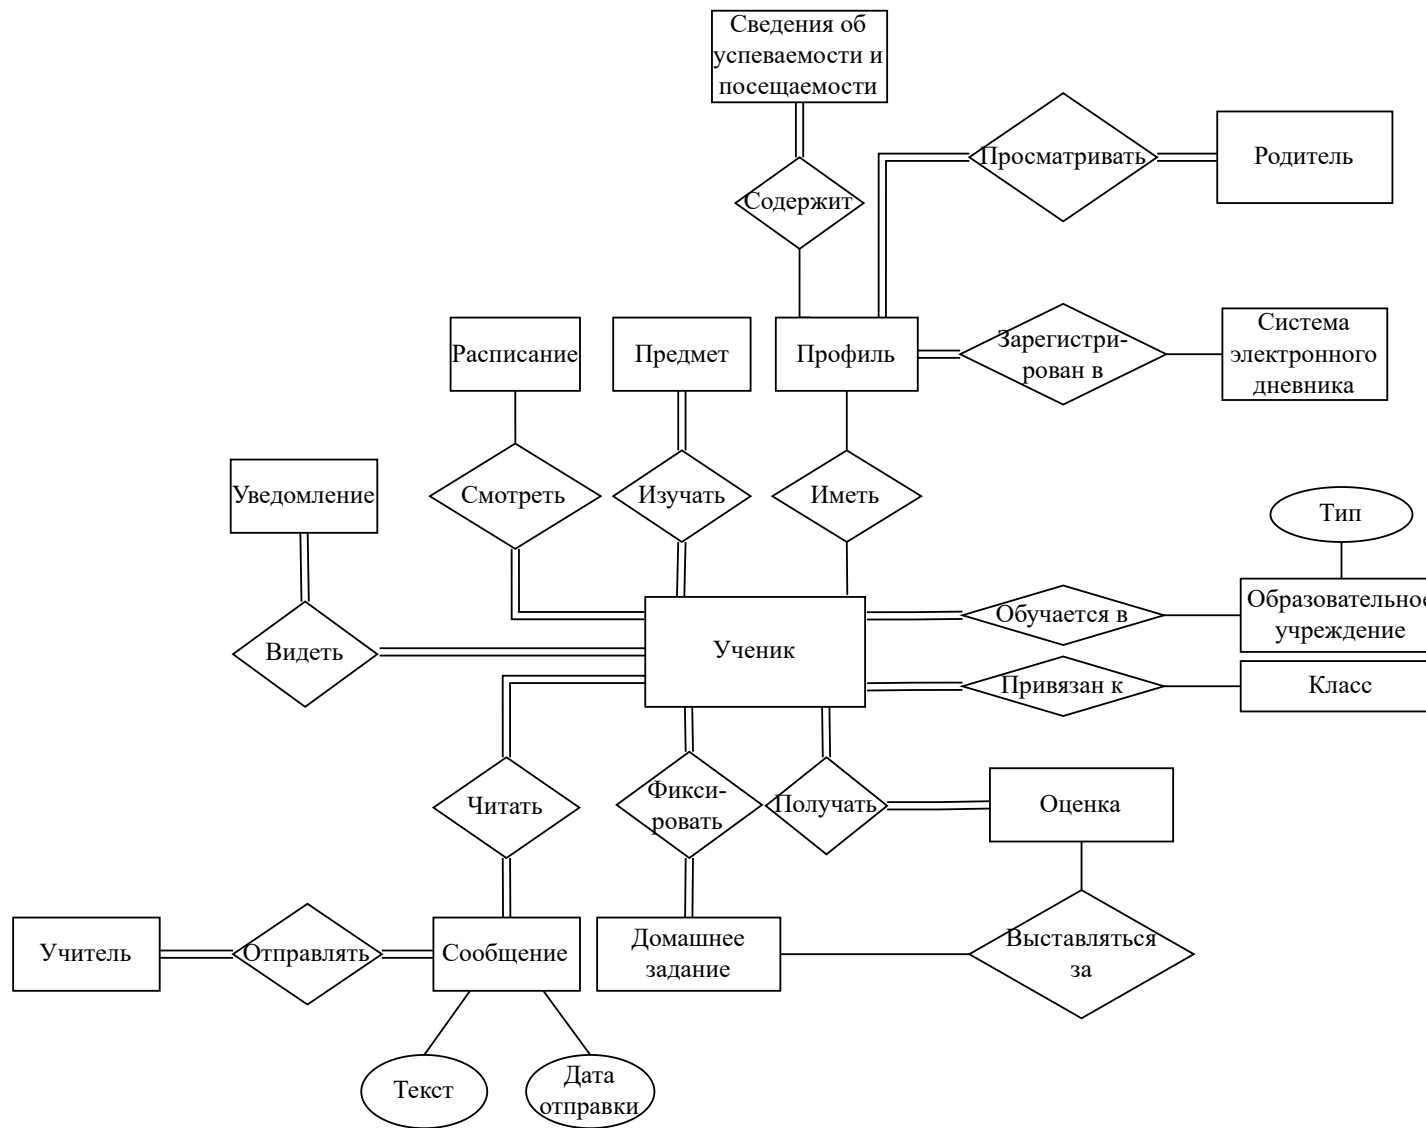 Сведения об
успеваемости и
посещаемости
Просматривать
Родитель
Содержит
Расписание
Предмет
Профиль
Зарегистри-
рован в
Система
электронного
дневника
Уведомление
Смотреть
Изучать
Иметь
Тип
Видеть
Ученик
Обучается в
Образовательное
учреждение
Привязан к
Класс
Читать
Фикси-
ровать
Получать
Оценка
Учитель
Отправлять
Сообщение
Домашнее
задание
Выставляться
за
Текст
Дата
отправки